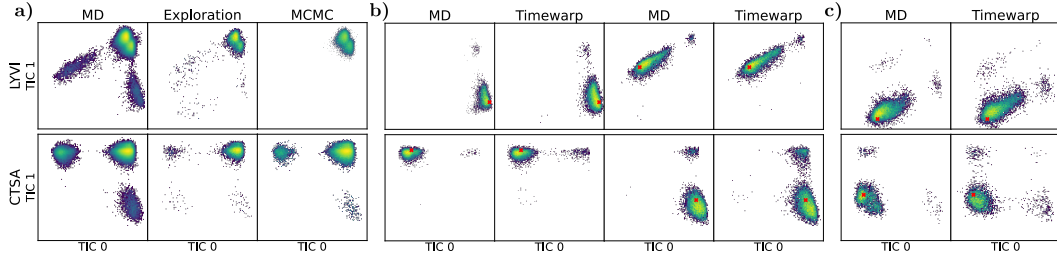 a) MD Exploration MCMC b) MD Timewarp MD Timewarp c) MD Timewarp
LYVI
TIC 1
CTSA
TIC 1
TIC 0 TIC 0 TIC 0 TIC 0 TIC 0 TIC 0 TIC 0 TIC 0 TIC 0